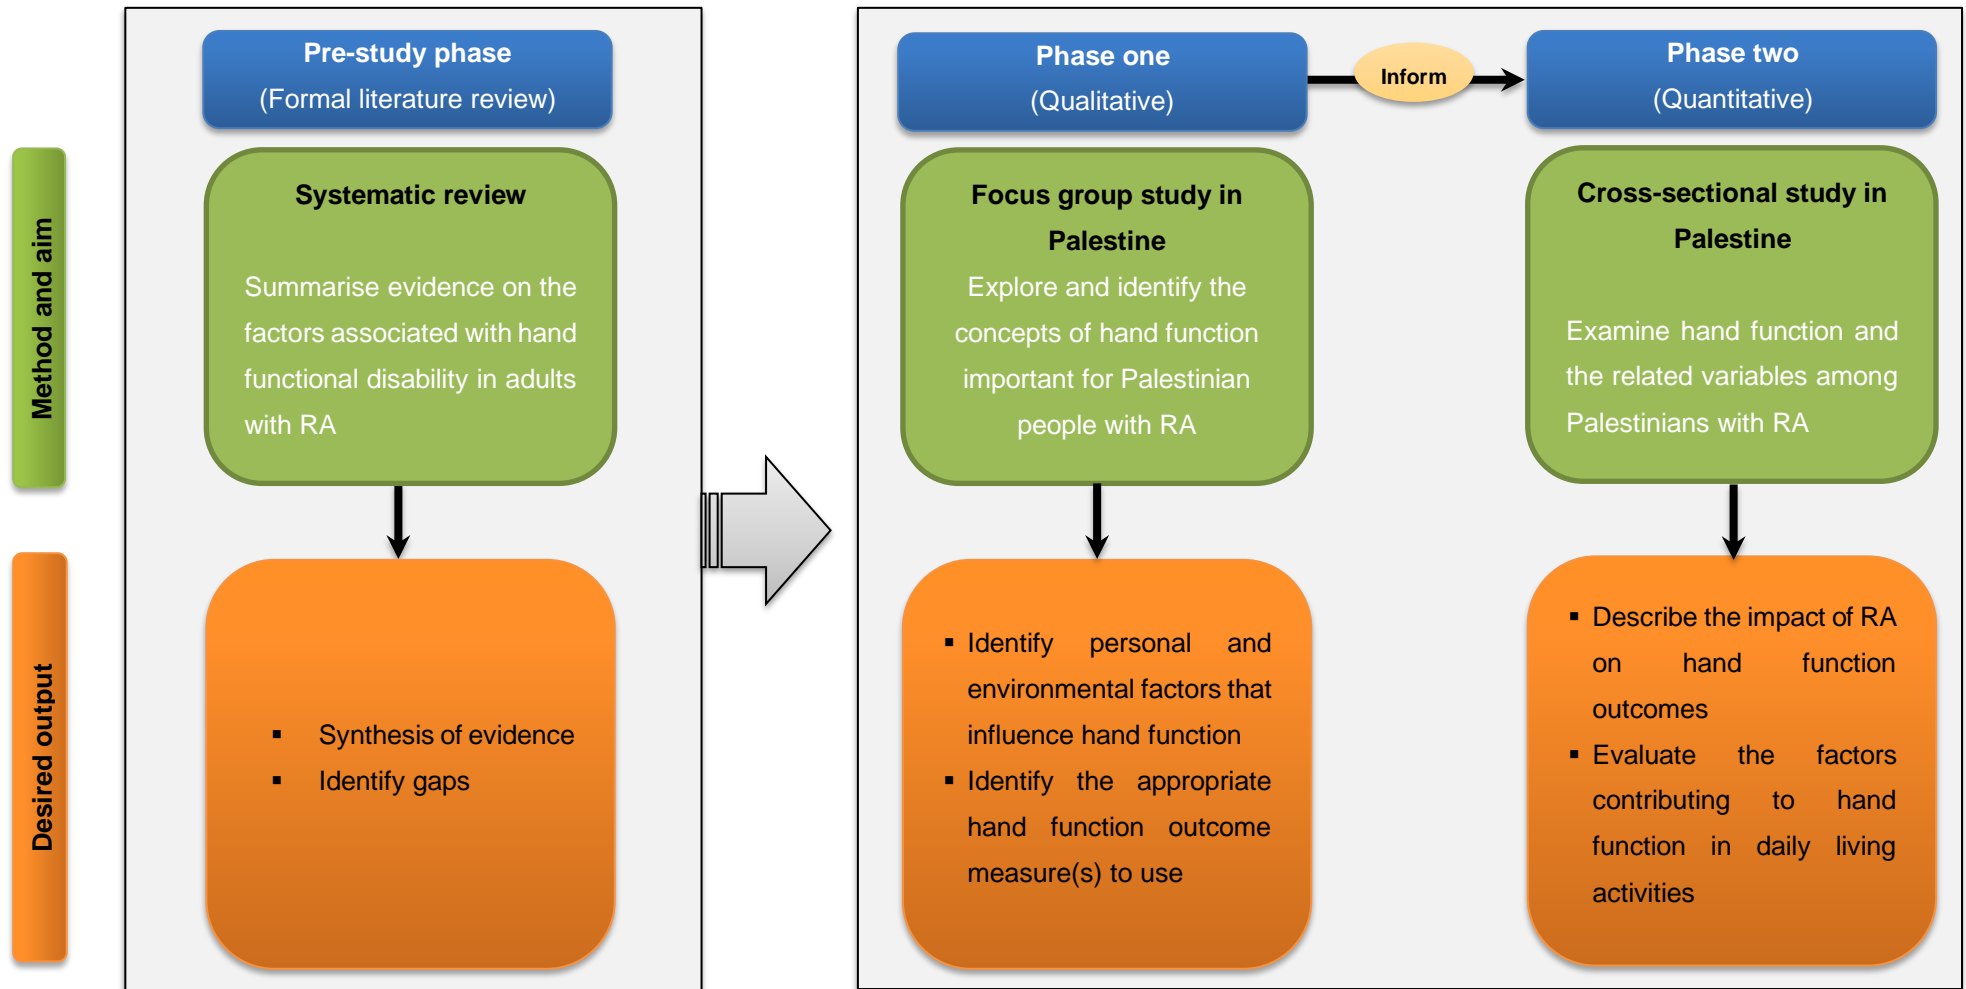 Pre-study phase
(Formal literature review)
Phase one
(Qualitative)
Inform
Phase two
(Quantitative)
Method and aim
Systematic review
Summarise evidence on the
factors associated with hand
functional disability in adults
with RA
Focus group study in
Palestine
Explore and identify the
concepts of hand function
important for Palestinian
people with RA
Cross-sectional study in
Palestine
Examine hand function and
the related variables among
Palestinians with RA
Desired output
▪ Synthesis of evidence
▪ Identify gaps
▪ Identify personal and
environmental factors that
influence hand function
▪ Identify the appropriate
hand function outcome
measure(s) to use
▪ Describe the impact of RA
on hand function
outcomes
▪ Evaluate the factors
contributing to hand
function in daily living
activities